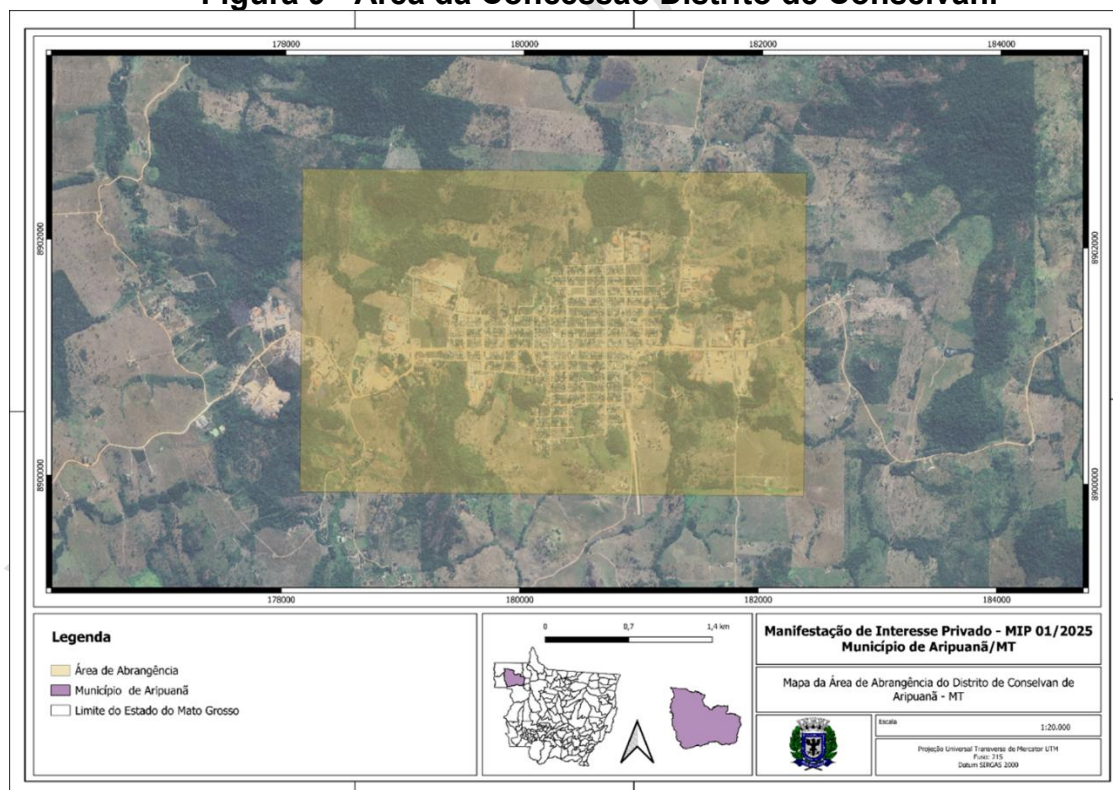 Figura 9 - Área da Concessão Distrito de Conselvan.
178000 180000 182000 184000
8902000 8902000
8900000 8900000
178000 180000 182000 184000
Legenda
Área de Abrangência
Município de Aripuanã
Limite do Estado do Mato Grosso
0 0,7 1,4 km
Manifestação de Interesse Privado - MIP 01/2025
Município de Aripuanã/MT
Mapa da Área de Abrangência do Distrito de Conselvan de
Aripuanã - MT
Escala
1:20.000
Projeção Universal Transversa de Mercator UTM
Fuso: 21S
Datum SIRGAS 2000